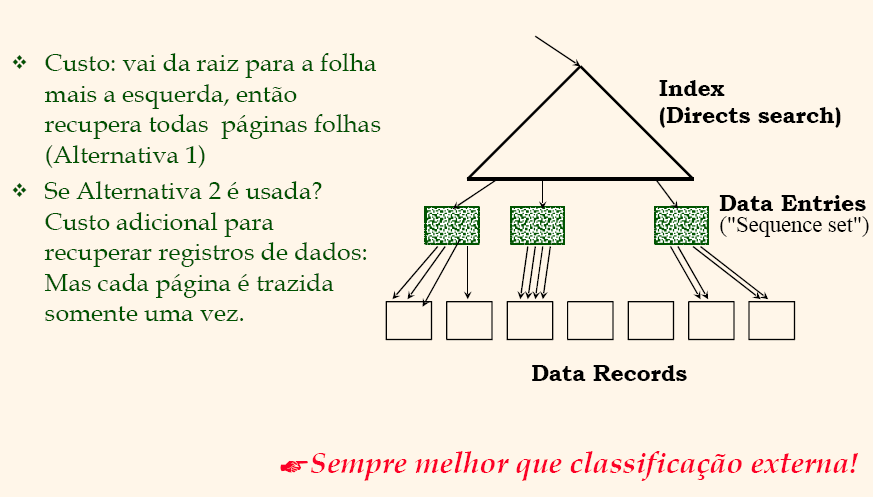 ❖ Custo: vai da raiz para a folha
mais a esquerda, então
recupera todas páginas folhas
(Alternativa 1)
❖ Se Alternativa 2 é usada?
Custo adicional para
recuperar registros de dados:
Mas cada página é trazida
somente uma vez.
Index
(Directs search)
Data Entries
("Sequence set")
Data Records
☛ Sempre melhor que classificação externa!